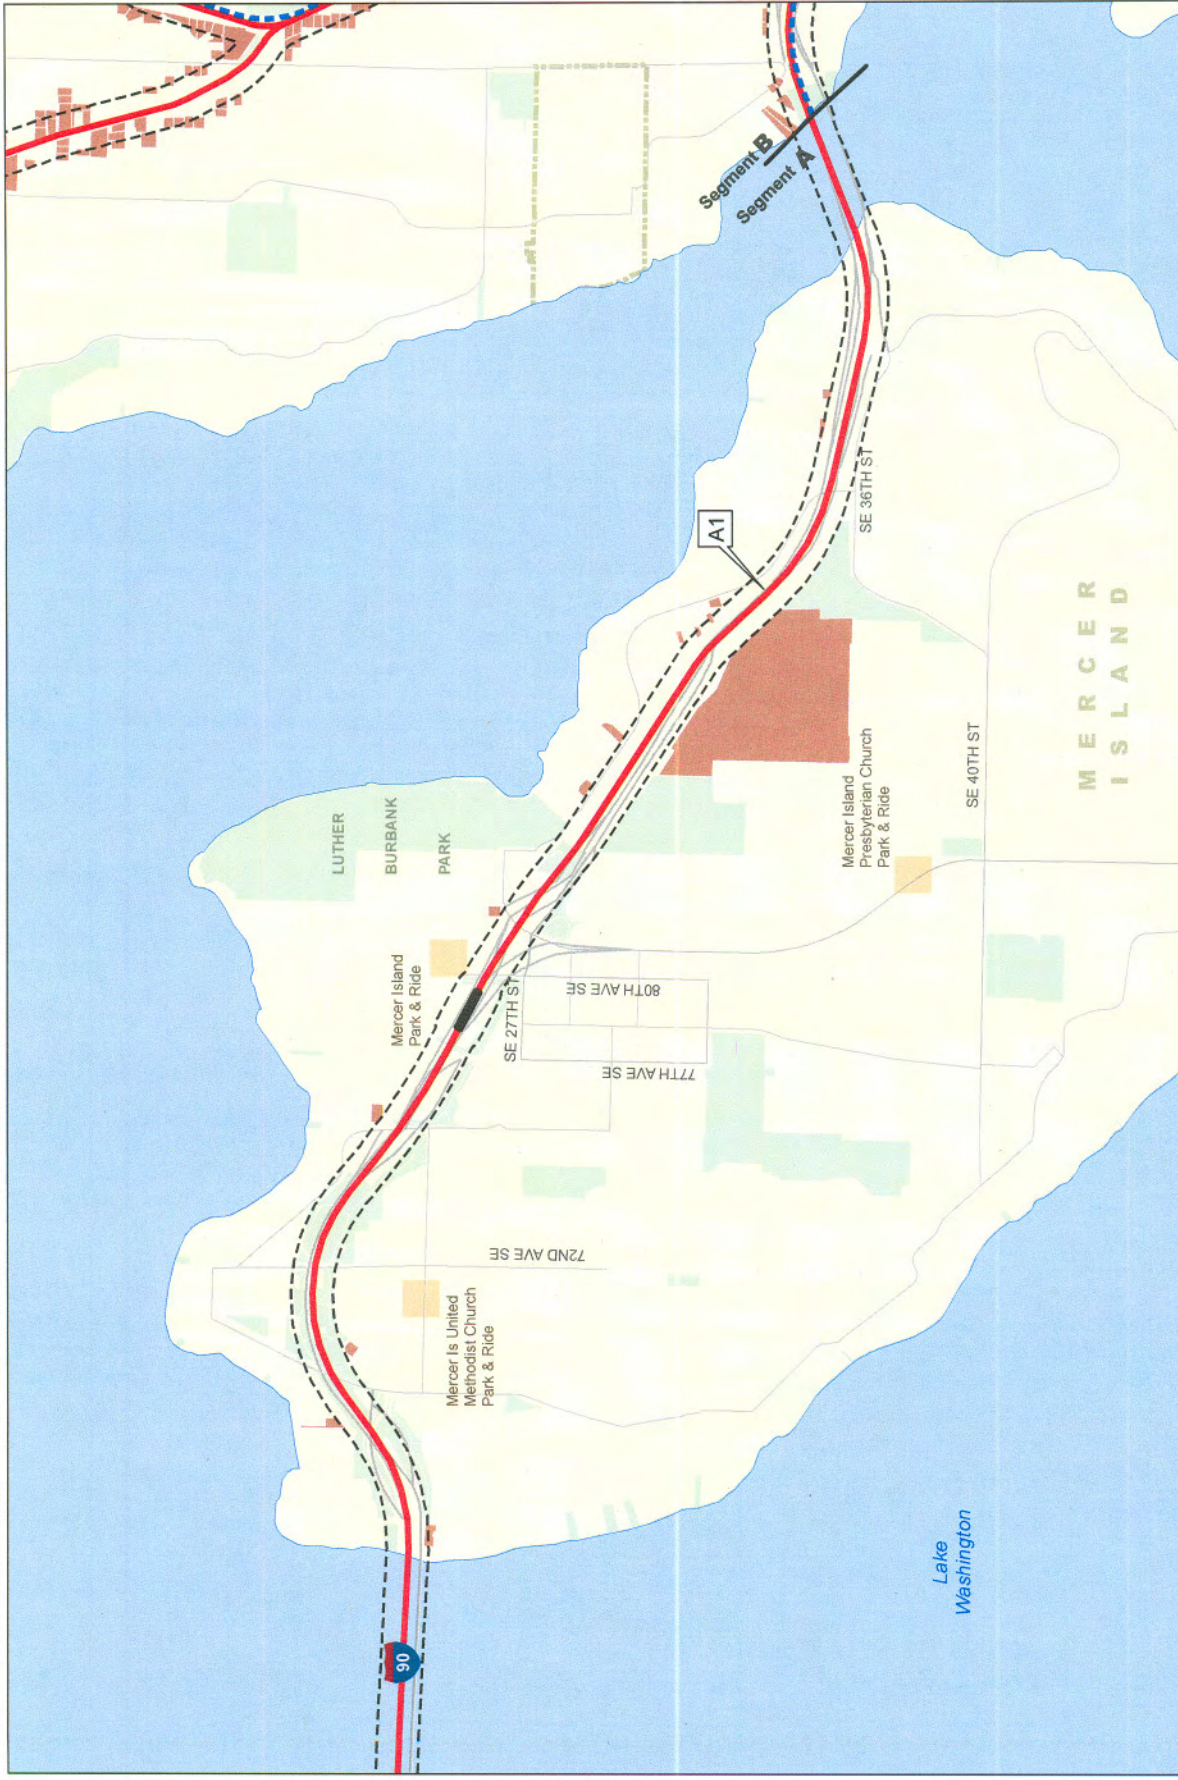 Segment B
Segment A
A1
SE 36TH ST
MERCER
ISLAND
SE 40TH ST
Mercer Island
Presbyterian Church
Park & Ride
LUTHER
BURBANK
PARK
Mercer Island
Park & Ride
SE 27TH ST
80TH AVE SE
77TH AVE SE
72ND AVE SE
Mercer Is United
Methodist Church
Park & Ride
90
Lake
Washington